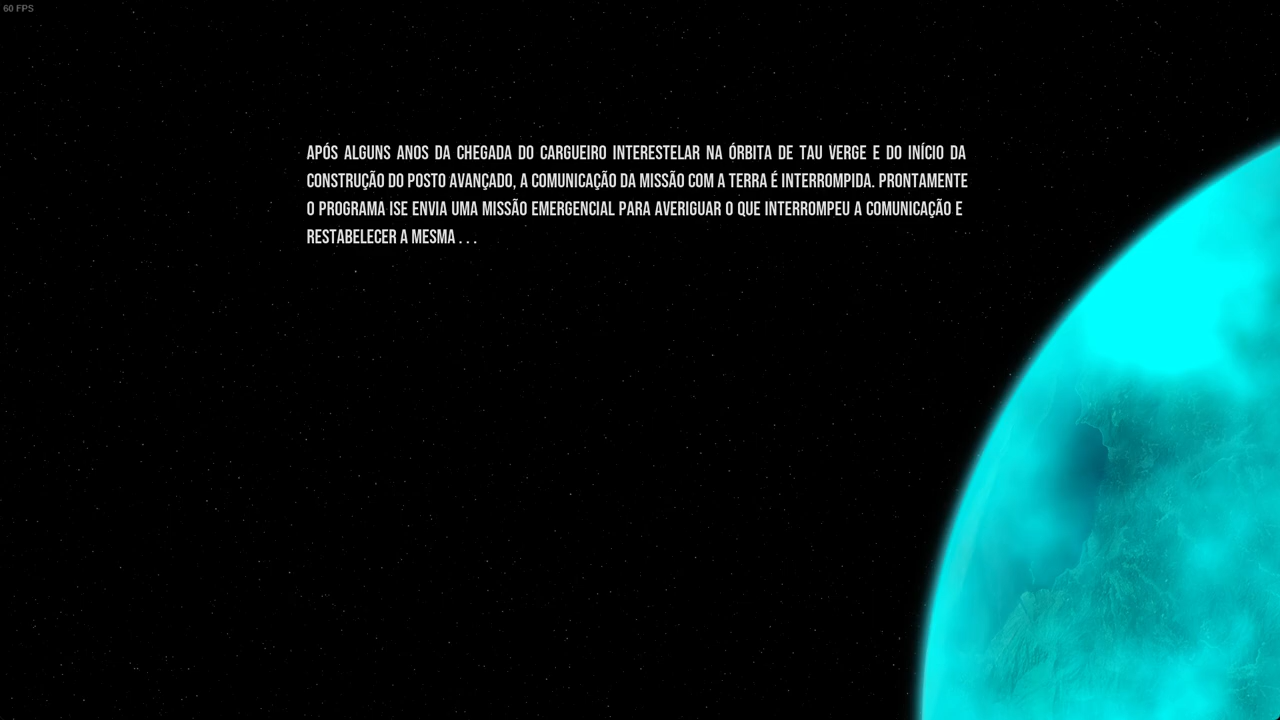 60 FPS
APÓS ALGUNS ANOS DA CHEGADA DO CARGUEIRO INTERESTELAR NA ÓRBITA DE TAU VERGE E DO INÍCIO DA
CONSTRUÇÃO DO POSTO AVANÇADO, A COMUNICAÇÃO DA MISSÃO COM A TERRA É INTERROMPIDA. PRONTAMENTE
O PROGRAMA ISE ENVIA UMA MISSÃO EMERGENCIAL PARA AVERIGUAR O QUE INTERROMPEU A COMUNICAÇÃO E
RESTABELECER A MESMA . . .